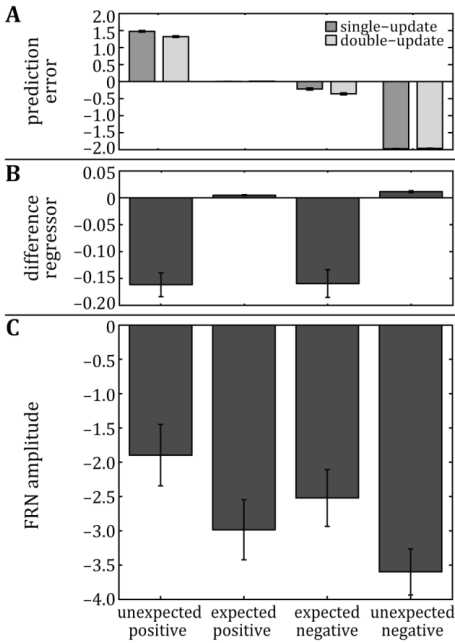 A
2.0
1.5
1.0
0.5
0
−0.5
−1.0
−1.5
−2.0
prediction
error
single−update
double−update
B
0.05
0
−0.05
−0.10
−0.15
−0.20
difference
regressor
C
0
−0.5
−1.0
−1.5
−2.0
−2.5
−3.0
−3.5
−4.0
FRN amplitude
unexpected
positive
expected
positive
expected
negative
unexpected
negative